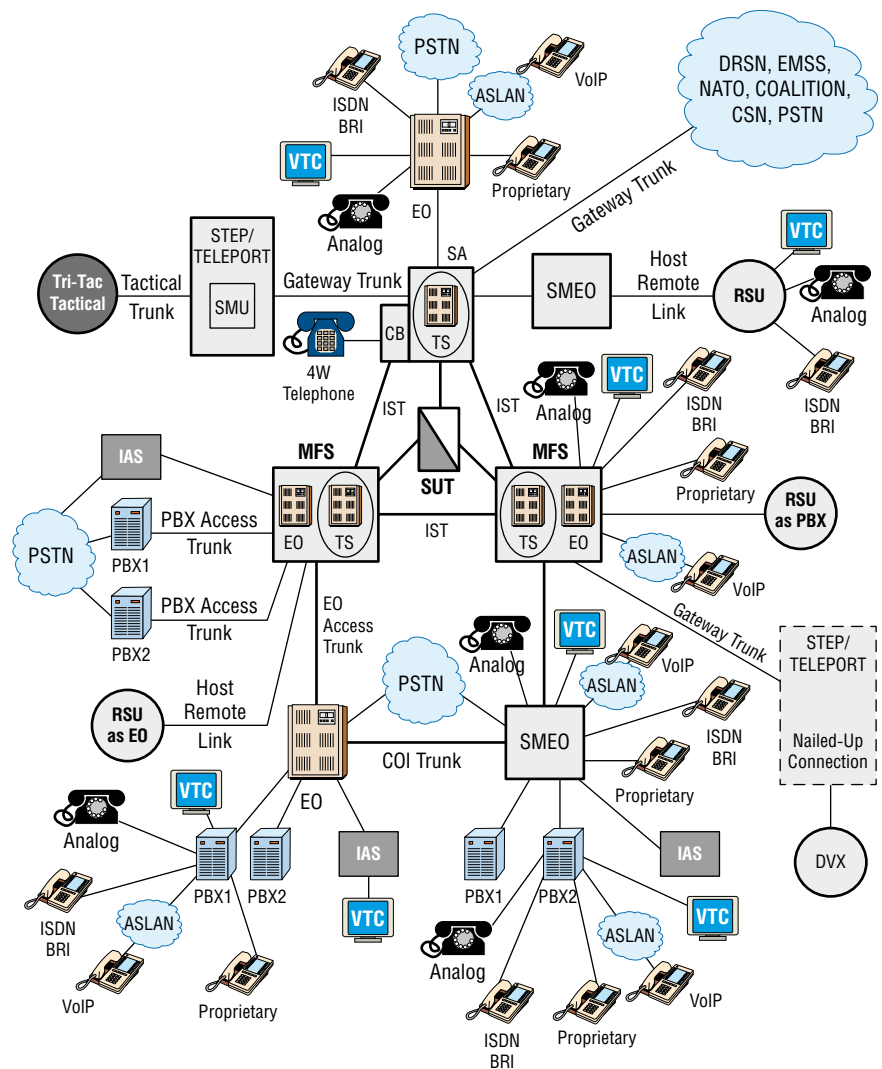 PSTN
VoIP
ISDN
BRI
ASLAN
DRSN, EMSS,
NATO, COALITION,
CSN, PSTN
VTC
Proprietary
Analog
EO
Gateway Trunk
STEP/
TELEPORT
SMU
Tri-Tac
Tactical
Tactical
Trunk
Gateway Trunk
SA
TS
CB
4W
Telephone
SMEO
Host
Remote
Link
RSU
VTC
Analog
ISDN
BRI
ISDN
BRI
IST
IST
Analog
VTC
ISDN
BRI
Proprietary
MFS
SUT
MFS
IAS
EO
TS
IST
TS
EO
RSU
as PBX
PSTN
PBX1
PBX Access
Trunk
PBX2
PBX Access
Trunk
ASLAN
VoIP
Gateway Trunk
EO
Access
Trunk
RSU
as EO
Host
Remote
Link
PSTN
Analog
VTC
VoIP
ASLAN
STEP/
TELEPORT
Nailed-Up
Connection
EO
COI Trunk
SMEO
ISDN
BRI
Proprietary
DVX
VTC
Analog
PBX1
PBX2
IAS
VTC
ISDN
BRI
ASLAN
VoIP
Proprietary
PBX1
PBX2
IAS
Analog
VTC
ASLAN
VoIP
ISDN
BRI
Proprietary